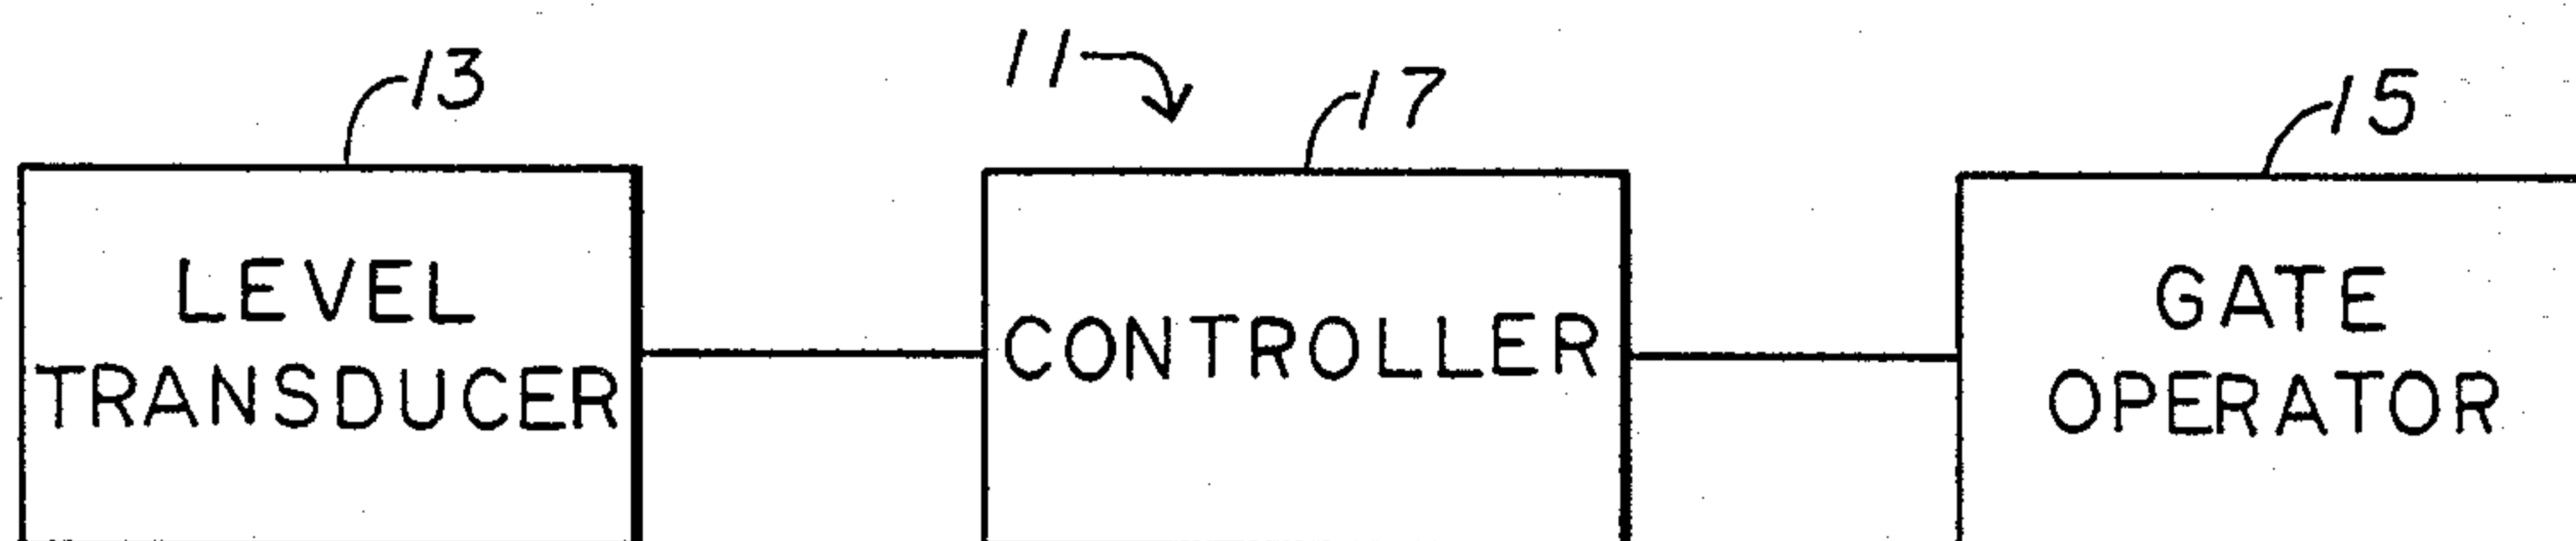 13
11
17
15
LEVEL
TRANSDUCER
CONTROLLER
GATE
OPERATOR